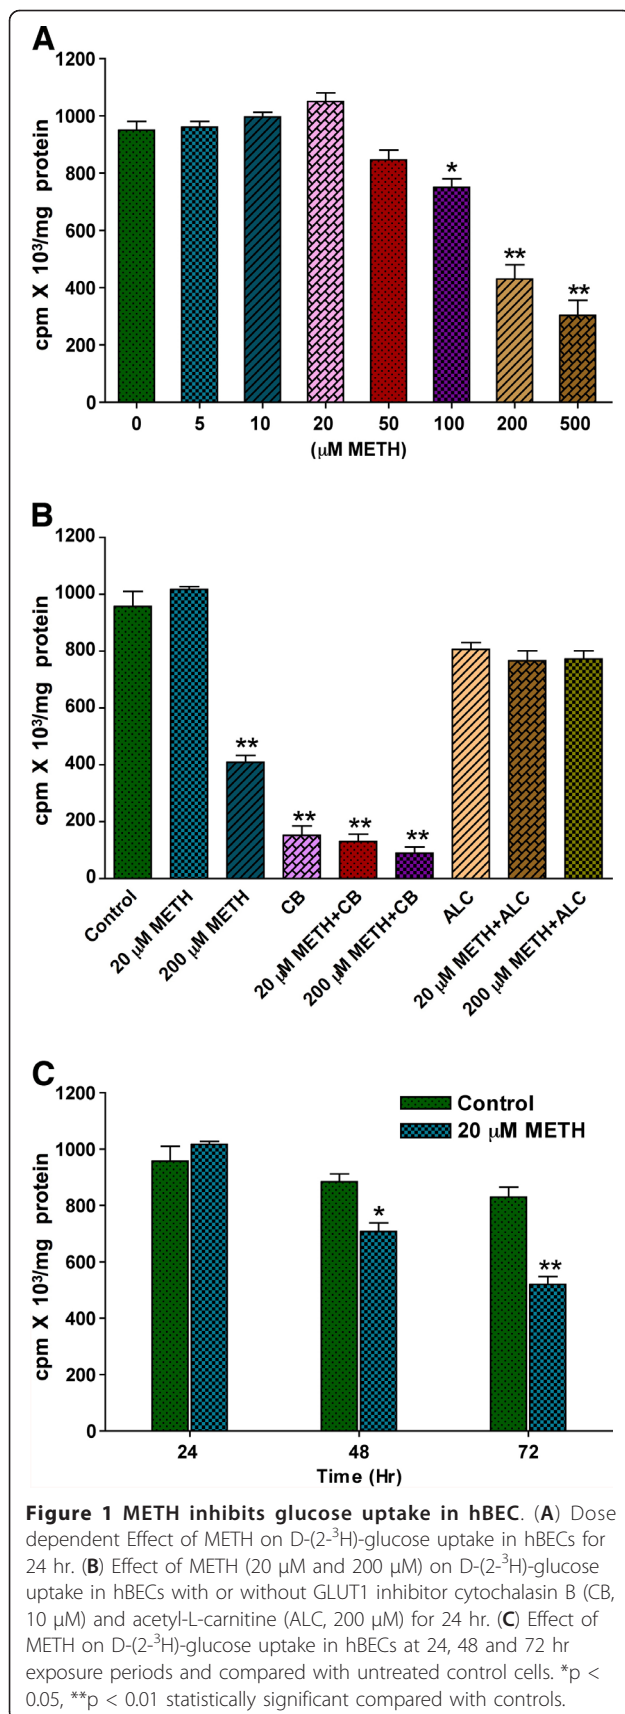 A
1200
1000
800
600
400
200
0
cpm X 10³/mg protein
*
**
**
0 5 10 20 50 100 200 500
(μM METH)
B
1200
1000
800
600
400
200
0
cpm X 10³/mg protein
**
**
**
**
Control
20 μM METH
200 μM METH
CB
20 μM METH+CB
200 μM METH+CB
ALC
20 μM METH+ALC
200 μM METH+ALC
C
1200
1000
800
600
400
200
0
cpm X 10³/mg protein
Control
20 μM METH
*
**
24 48 72
Time (Hr)
Figure 1 METH inhibits glucose uptake in hBEC. (A) Dose
dependent Effect of METH on D-(2-³H)-glucose uptake in hBECs for
24 hr. (B) Effect of METH (20 μM and 200 μM) on D-(2-³H)-glucose
uptake in hBECs with or without GLUT1 inhibitor cytochalasin B (CB,
10 μM) and acetyl-L-carnitine (ALC, 200 μM) for 24 hr. (C) Effect of
METH on D-(2-³H)-glucose uptake in hBECs at 24, 48 and 72 hr
exposure periods and compared with untreated control cells. *p <
0.05, **p < 0.01 statistically significant compared with controls.